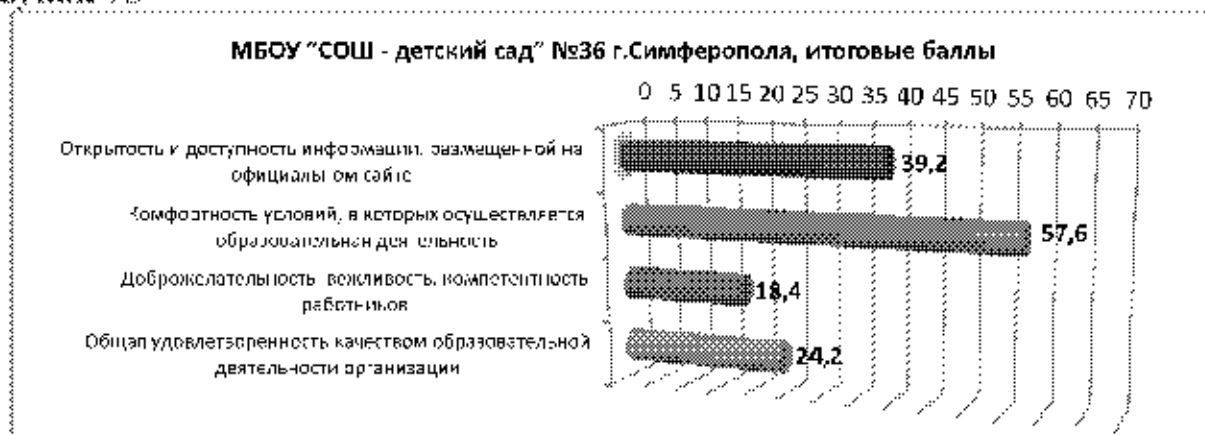 МБОУ "СОШ - детский сад" №36 г.Симферополя, итоговые баллы
0 5 10 15 20 25 30 35 40 45 50 55 60 65 70
Открытость и доступность информации, размещенной на
официальном сайте
39,2
Комфортность условий, в которых осуществляется
образовательная деятельность
57,6
Доброжелательность, вежливость, компетентность
работников
18,4
Общая удовлетворенность качеством образовательной
деятельности организации
24,2